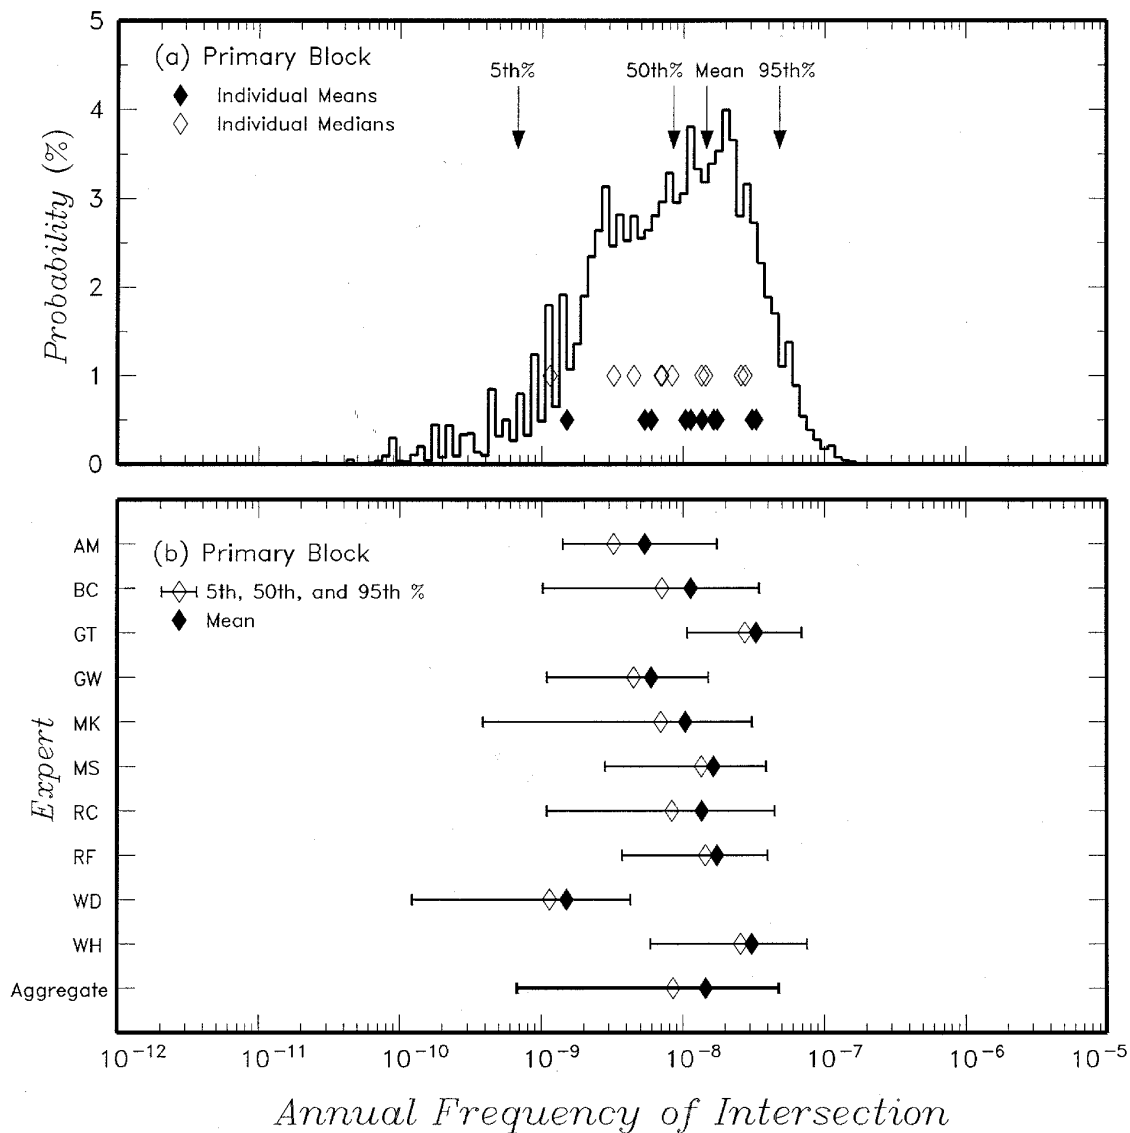 5
4
3
2
1
0
Probability (%)
(a) Primary Block
Individual Means
Individual Medians
5th% 50th% Mean 95th%
(b) Primary Block
5th, 50th, and 95th %
Mean
Expert
AM
BC
GT
GW
MK
MS
RC
RF
WD
WH
Aggregate
10-12 10-11 10-10 10-9 10-8 10-7 10-6 10-5
Annual Frequency of Intersection